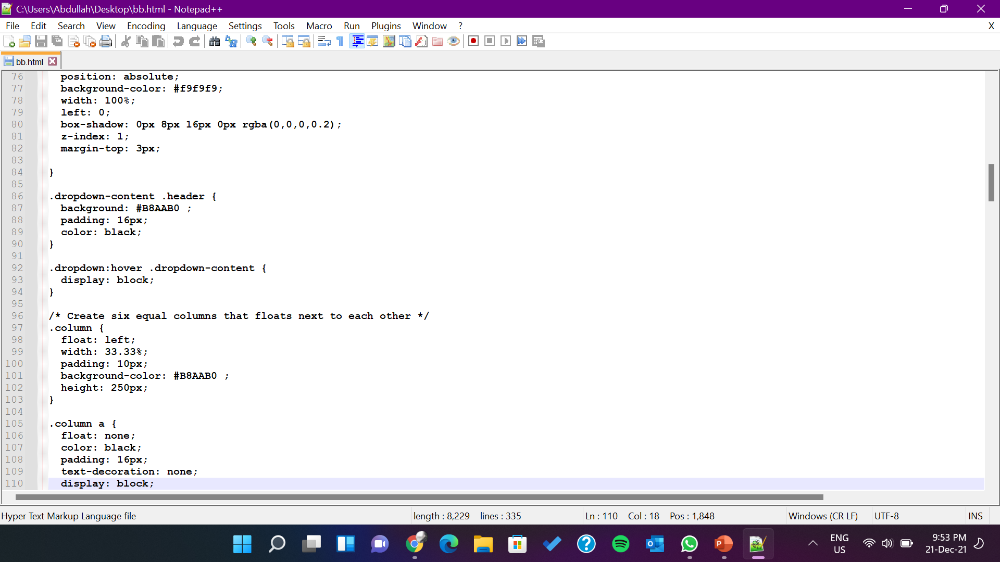 C:\Users\Abdullah\Desktop\bb.html - Notepad++
File Edit Search View Encoding Language Settings Tools Macro Run Plugins Window ? X
bb.html
76 position: absolute;
77 background-color: #f9f9f9;
78 width: 100%;
79 left: 0;
80 box-shadow: 0px 8px 16px 0px rgba(0,0,0,0.2);
81 z-index: 1;
82 margin-top: 3px;
83
84 }
85
86 .dropdown-content .header {
87 background: #B8AAB0 ;
88 padding: 16px;
89 color: black;
90 }
91
92 .dropdown:hover .dropdown-content {
93 display: block;
94 }
95
96 /* Create six equal columns that floats next to each other */
97 .column {
98 float: left;
99 width: 33.33%;
100 padding: 10px;
101 background-color: #B8AAB0 ;
102 height: 250px;
103 }
104
105 .column a {
106 float: none;
107 color: black;
108 padding: 16px;
109 text-decoration: none;
110 display: block;
Hyper Text Markup Language file length : 8,229 lines : 335 Ln : 110 Col : 18 Pos : 1,848 Windows (CR LF) UTF-8 INS
ENG
US
9:53 PM
21-Dec-21